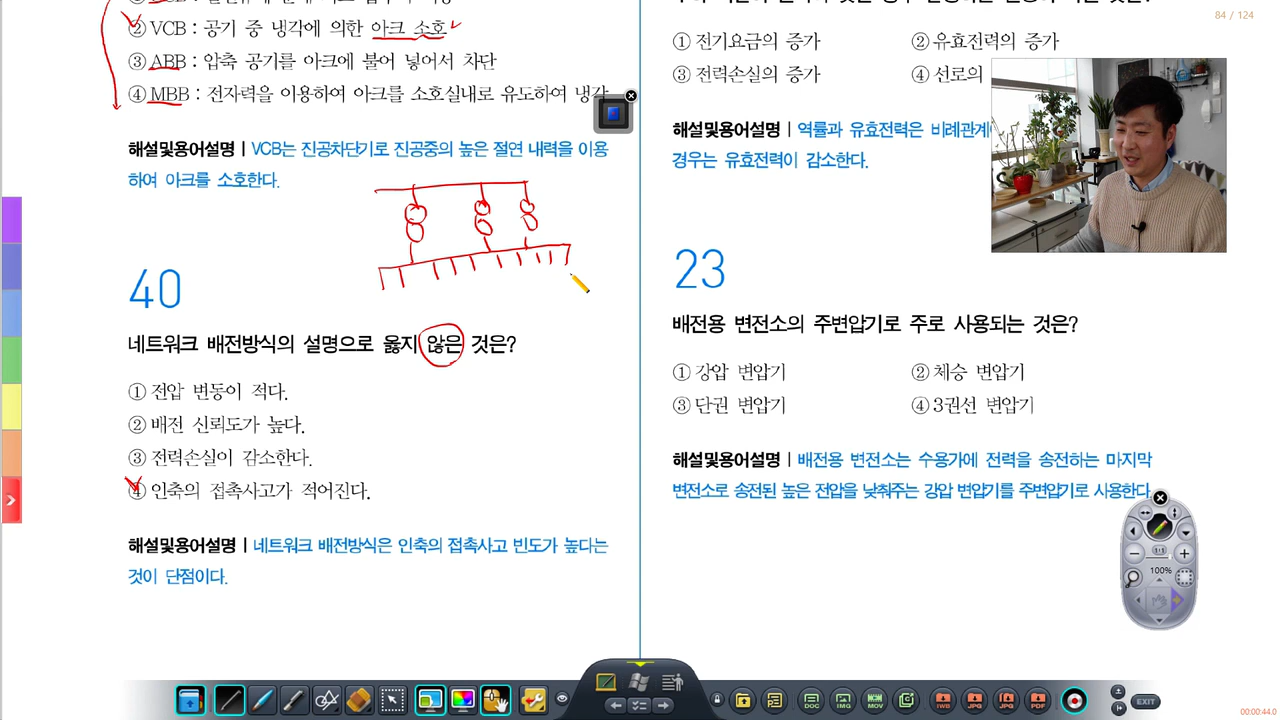 84 / 124
② VCB : 공기 중 냉각에 의한 아크 소호
③ ABB : 압축 공기를 아크에 불어 넣어서 차단
④ MBB : 전자력을 이용하여 아크를 소호실내로 유도하여 냉각
해설및용어설명 | VCB는 진공차단기로 진공중의 높은 절연 내력을 이용
하여 아크를 소호한다.
40
네트워크 배전방식의 설명으로 옳지 않은 것은?
① 전압 변동이 적다.
② 배전 신뢰도가 높다.
③ 전력손실이 감소한다.
④ 인축의 접촉사고가 적어진다.
해설및용어설명 | 네트워크 배전방식은 인축의 접촉사고 빈도가 높다는
것이 단점이다.
① 전기요금의 증가 ② 유효전력의 증가
③ 전력손실의 증가 ④ 선로의
해설및용어설명 | 역률과 유효전력은 비례관계
경우는 유효전력이 감소한다.
23
배전용 변전소의 주변압기로 주로 사용되는 것은?
① 강압 변압기 ② 체승 변압기
③ 단권 변압기 ④ 3권선 변압기
해설및용어설명 | 배전용 변전소는 수용가에 전력을 송전하는 마지막
변전소로 송전된 높은 전압을 낮춰주는 강압 변압기를 주변압기로 사용한다.
1:1
100%
DOC IMG MOV IWB JPG JPG PDF EXIT
00:00:44.0